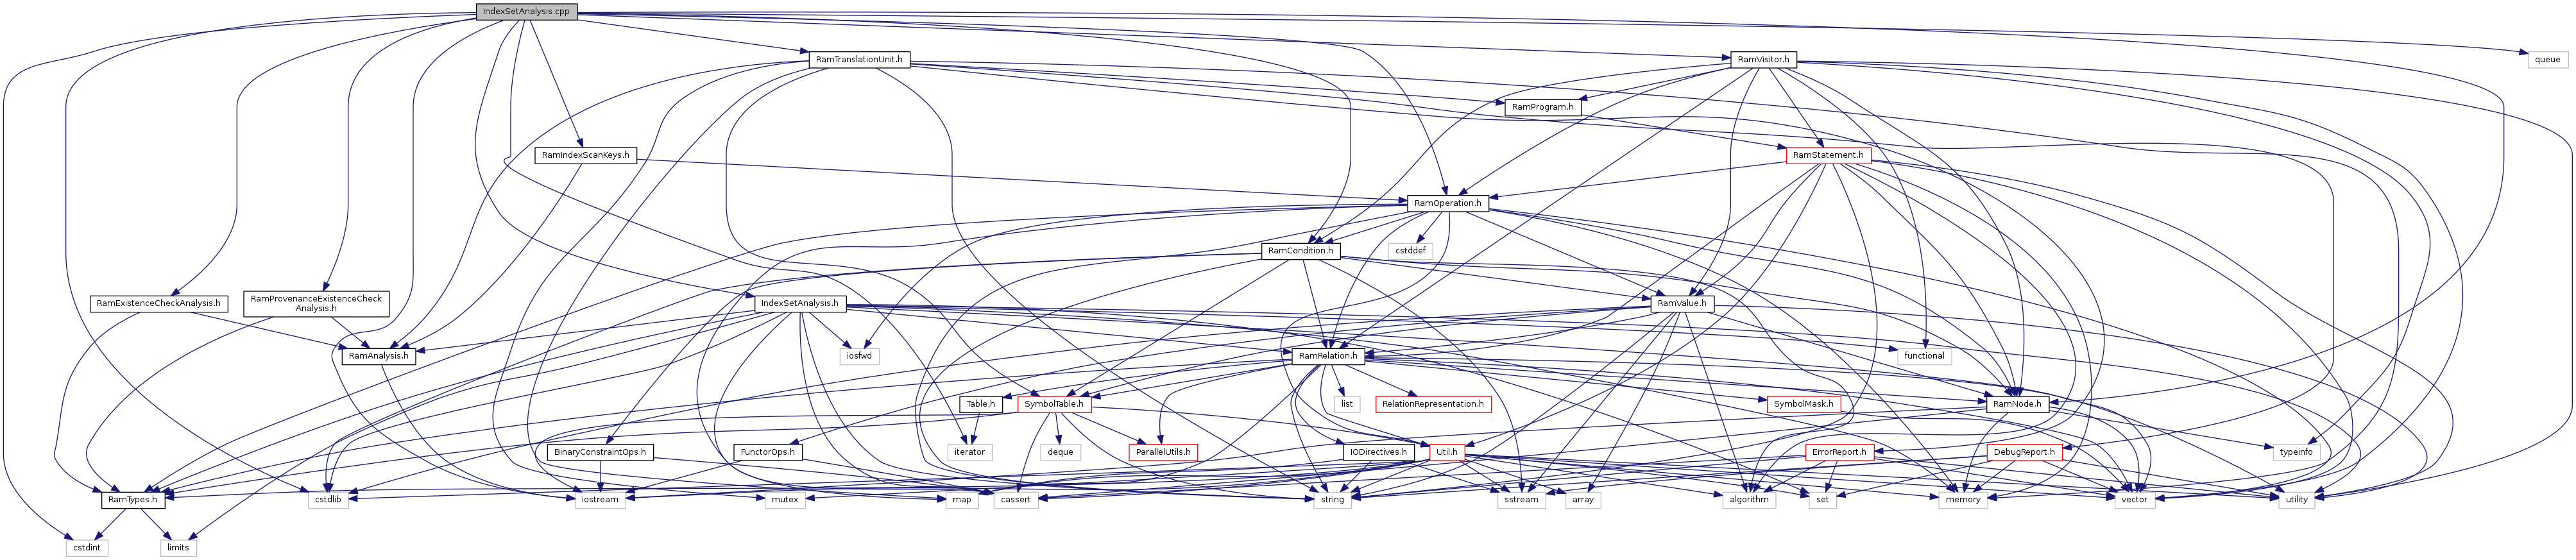 IndexSetAnalysis.cpp
RamTranslationUnit.h
RamVisitor.h
queue
RamProgram.h
RamIndexScanKeys.h
RamStatement.h
RamOperation.h
RamCondition.h
cstddef
RamExistenceCheckAnalysis.h
RamProvenanceExistenceCheck
Analysis.h
IndexSetAnalysis.h
RamValue.h
RamAnalysis.h
iosfwd
RamRelation.h
functional
Table.h
SymbolTable.h
list
RelationRepresentation.h
SymbolMask.h
RamNode.h
BinaryConstraintOps.h
FunctorOps.h
iterator
deque
ParallelUtils.h
IODirectives.h
Util.h
ErrorReport.h
DebugReport.h
typeinfo
RamTypes.h
cstdlib
iostream
mutex
map
cassert
string
sstream
array
algorithm
set
memory
vector
utility
cstdint
limits